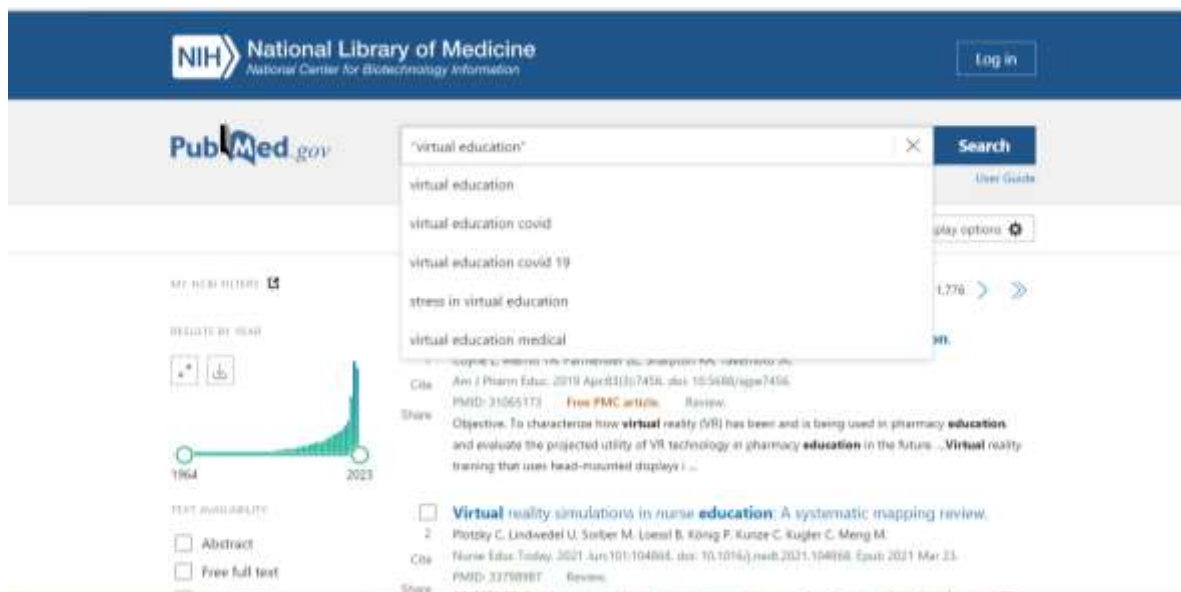 NIH National Library of Medicine
National Center for Biotechnology Information
Log in
PubMed.gov
"virtual education"
Search
User Guide
virtual education
virtual education covid
virtual education covid 19
stress in virtual education
virtual education medical
play options
MY NCBI FILTERS
1,776
RESULTS BY YEAR
on.
Cite
Am J Pharm Educ. 2019 Apr;83(3):7456. doi: 10.5688/ajpe7456.
PMID: 31065173 Free PMC article. Review.
Share
Objective. To characterize how virtual reality (VR) has been and is being used in pharmacy education
and evaluate the projected utility of VR technology in pharmacy education in the future. ...Virtual reality
training that uses head-mounted displays i ...
1964
2023
TEXT AVAILABILITY
Abstract
Free full text
Virtual reality simulations in nurse education: A systematic mapping review.
2
Plotzky C, Lindwedel U, Sorber M, Loessl B, König P, Kunze C, Kugler C, Meng M.
Cite
Nurse Educ Today. 2021 Jun;101:104868. doi: 10.1016/j.nedt.2021.104868. Epub 2021 Mar 23.
PMID: 33798987 Review.
Share